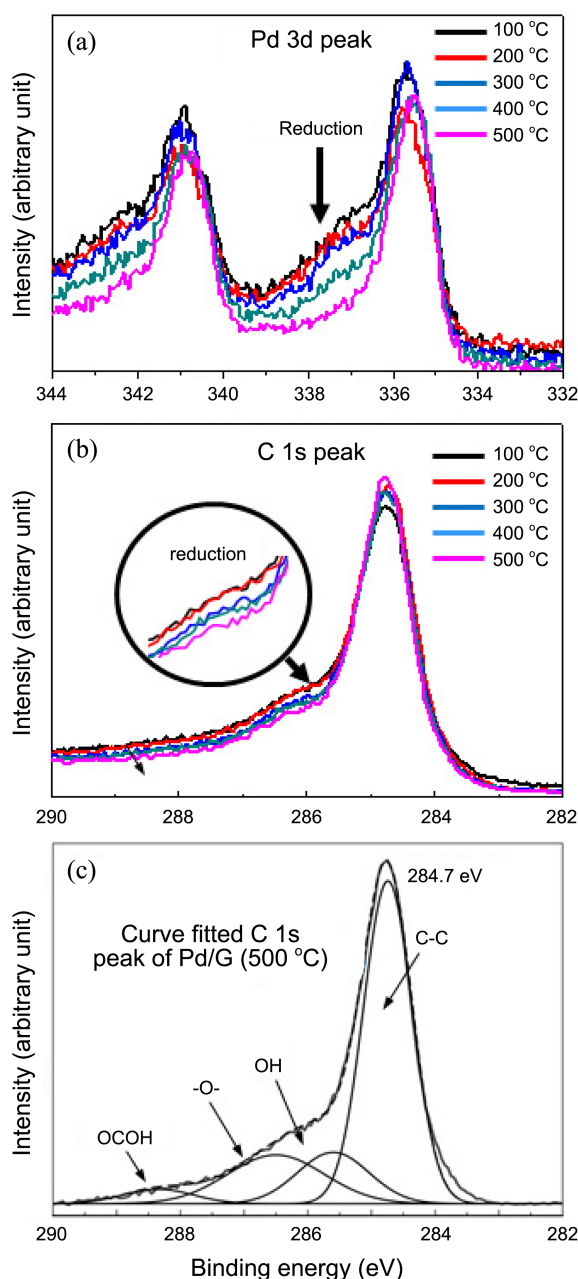 (a)
Pd 3d peak
100 °C
200 °C
300 °C
400 °C
500 °C
Reduction
Intensity (arbitrary unit)
344 342 340 338 336 334 332
(b)
C 1s peak
100 °C
200 °C
300 °C
400 °C
500 °C
reduction
Intensity (arbitrary unit)
290 288 286 284 282
(c)
284.7 eV
Curve fitted C 1s
peak of Pd/G (500 °C)
C-C
OH
-O-
OCOH
Intensity (arbitrary unit)
290 288 286 284 282
Binding energy (eV)